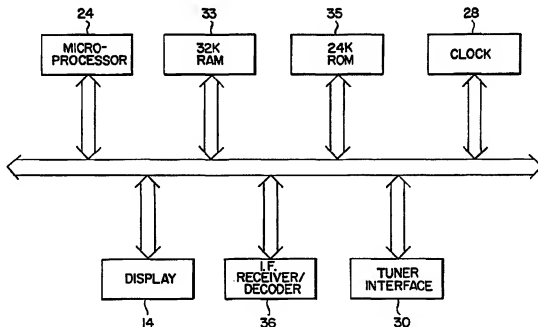 24
33
35
28
MICRO-
PROCESSOR
32K
RAM
24K
ROM
CLOCK
DISPLAY
I.F.
RECEIVER/
DECODER
TUNER
INTERFACE
14
36
30